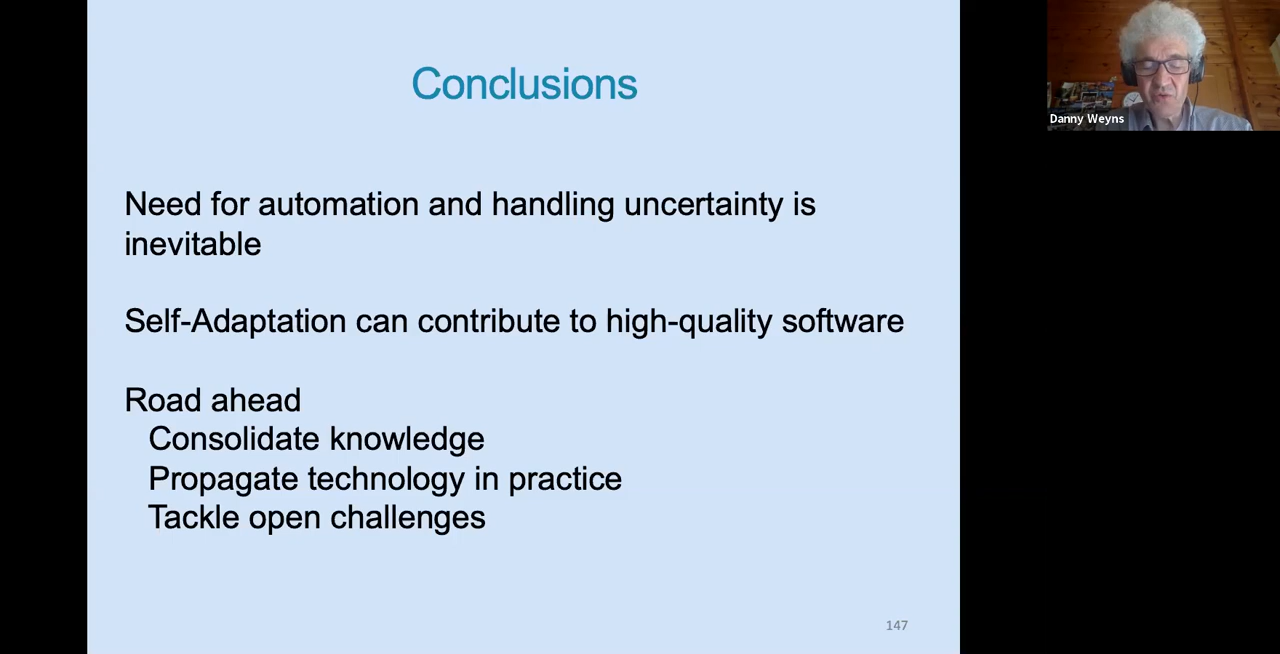 Conclusions
Danny Weyns
Need for automation and handling uncertainty is
inevitable
Self-Adaptation can contribute to high-quality software
Road ahead
Consolidate knowledge
Propagate technology in practice
Tackle open challenges
147